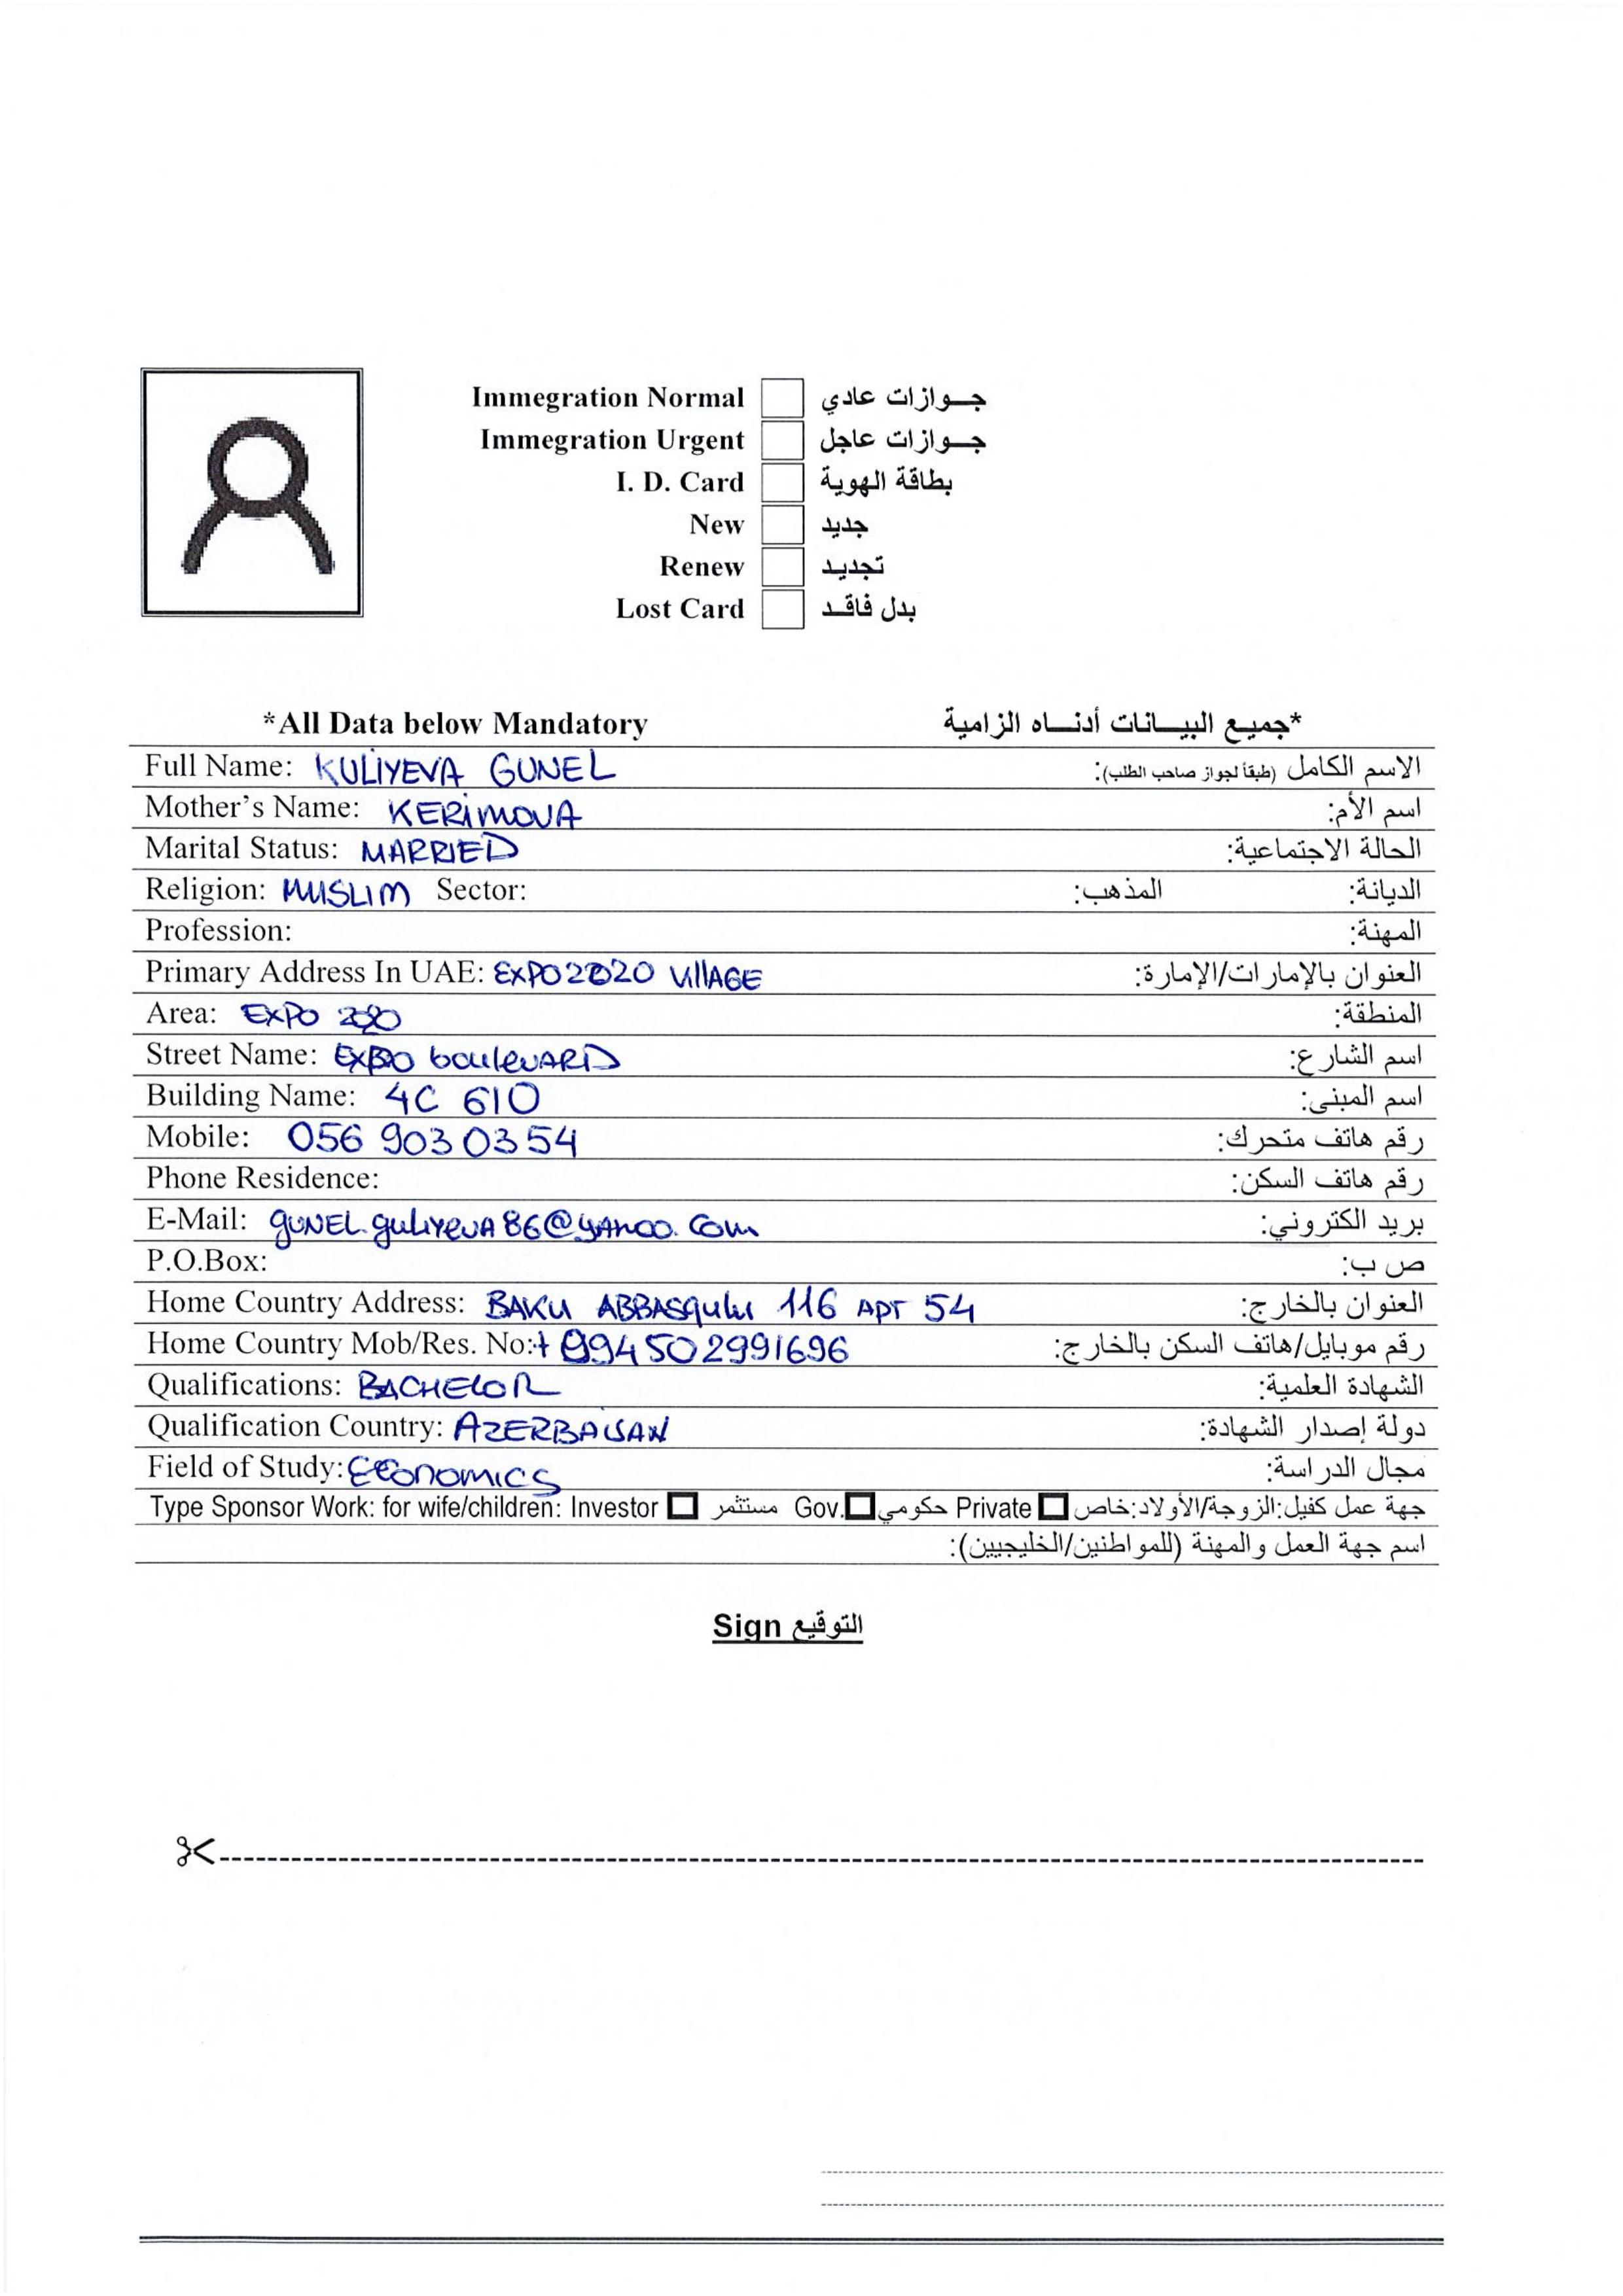 Immegration Normal جـوازات عادي
Immegration Urgent جـوازات عاجل
I. D. Card بطاقة الهوية
New جديد
Renew تجديد
Lost Card بدل فاقد
*All Data below Mandatory *جميع البيانات أدناه الزامية
Full Name: KULIYEVA GUNEL الاسم الكامل (طبقاً لجواز صاحب الطلب):
Mother's Name: KERIMOVA اسم الأم:
Marital Status: MARRIED الحالة الاجتماعية:
Religion: MUSLIM Sector: المذهب: الديانة:
Profession: المهنة:
Primary Address In UAE: EXPO2020 VillAGE العنوان بالإمارات/الإمارة:
Area: EXPO 2020 المنطقة:
Street Name: EXPO boulevARD اسم الشارع:
Building Name: 4C 610 اسم المبنى:
Mobile: 056 903 03 54 رقم هاتف متحرك:
Phone Residence: رقم هاتف السكن:
E-Mail: gUNEL.guliyevA86@yAhoo.com بريد الكتروني:
P.O.Box: ص ب:
Home Country Address: BAKU ABBASqulu 116 APT 54 العنوان بالخارج:
Home Country Mob/Res. No:+ 994502991696 رقم موبايل/هاتف السكن بالخارج:
Qualifications: BACHELOR الشهادة العلمية:
Qualification Country: AZERBAIJAN دولة إصدار الشهادة:
Field of Study: ECONOMICS مجال الدراسة:
Type Sponsor Work: for wife/children: Investor مستثمر Gov. حكومي Private خاص جهة عمل كفيل:الزوجة/الأولاد:
اسم جهة العمل والمهنة (للمواطنين/الخليجيين):
Sign التوقيع